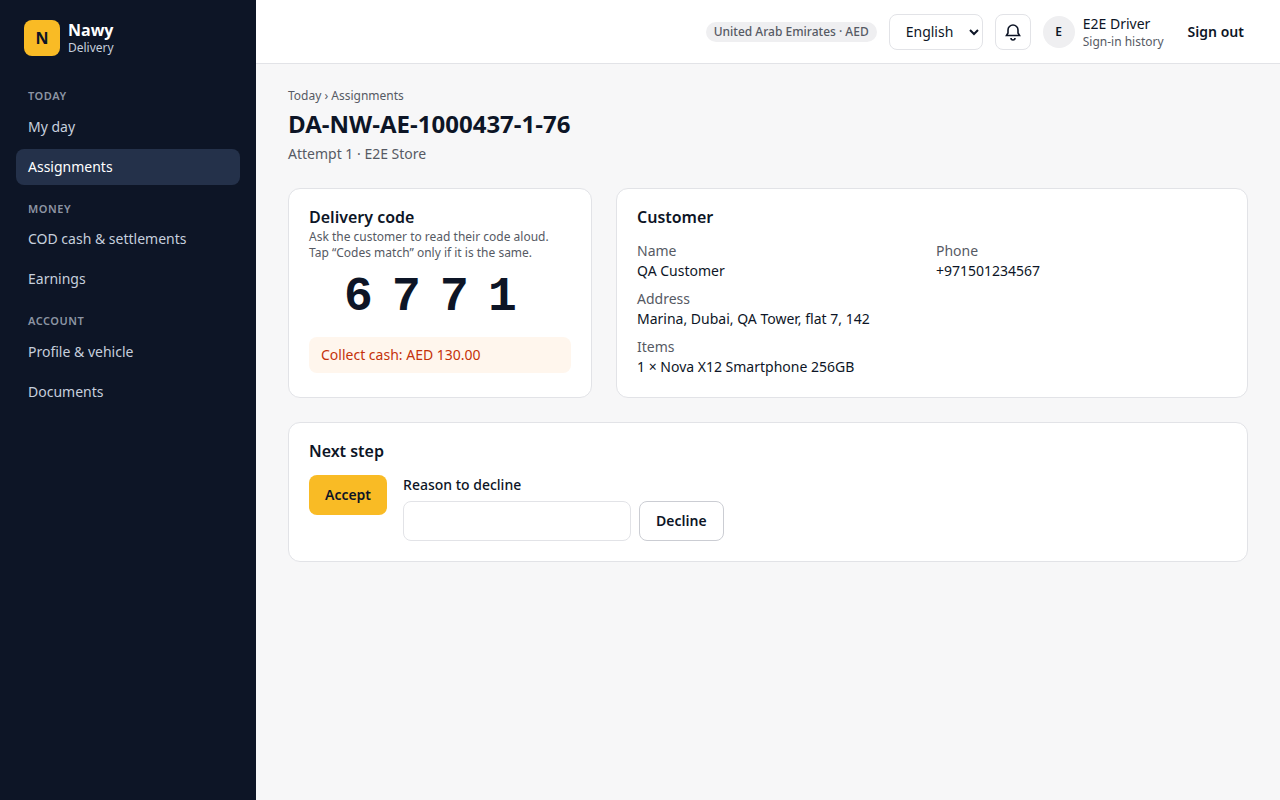 N
Nawy
Delivery
TODAY
My day
Assignments
MONEY
COD cash & settlements
Earnings
ACCOUNT
Profile & vehicle
Documents
United Arab Emirates · AED
English
E
E2E Driver
Sign-in history
Sign out
Today › Assignments
DA-NW-AE-1000437-1-76
Attempt 1 · E2E Store
Delivery code
Ask the customer to read their code aloud.
Tap “Codes match” only if it is the same.
6 7 7 1
Collect cash: AED 130.00
Customer
Name
QA Customer
Phone
+971501234567
Address
Marina, Dubai, QA Tower, flat 7, 142
Items
1 × Nova X12 Smartphone 256GB
Next step
Accept
Reason to decline
Decline